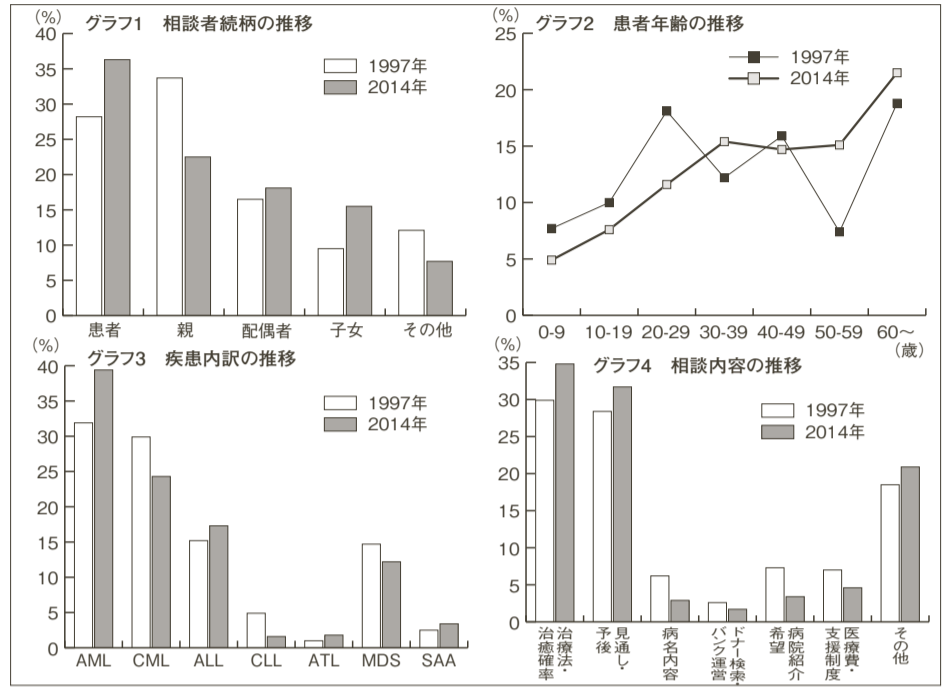 (%)
グラフ1 相談者続柄の推移
40
35
30
25
20
15
10
5
0
1997年
2014年
患者 親 配偶者 子女 その他
(%)
グラフ2 患者年齢の推移
25
20
15
10
5
0
1997年
2014年
0-9 10-19 20-29 30-39 40-49 50-59 60〜
(歳)
(%)
グラフ3 疾患内訳の推移
40
35
30
25
20
15
10
5
0
1997年
2014年
AML CML ALL CLL ATL MDS SAA
(%)
グラフ4 相談内容の推移
35
30
25
20
15
10
5
0
1997年
2014年
治療法・
治癒確率
見通し・
予後
病名内容
ドナー検索
バンク運営
病院紹介
希望
医療費・
支援制度
その他